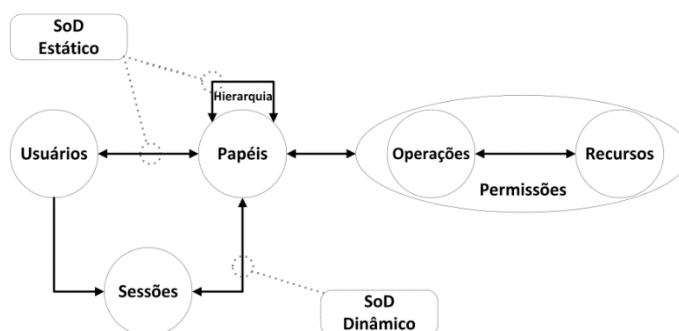 SoD
Estático
Hierarquia
Usuários
Papéis
Operações
Recursos
Permissões
Sessões
SoD
Dinâmico